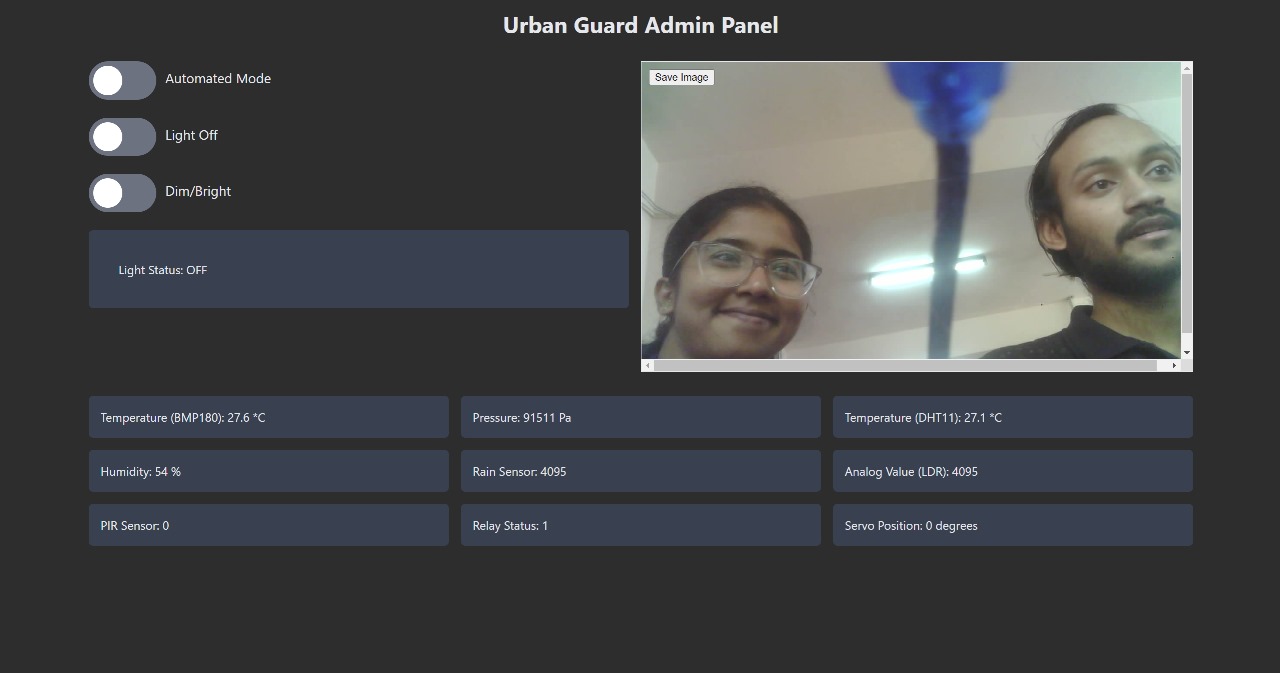 Urban Guard Admin Panel
Automated Mode
Light Off
Dim/Bright
Light Status: OFF
Save Image
Temperature (BMP180): 27.6 °C
Pressure: 91511 Pa
Temperature (DHT11): 27.1 °C
Humidity: 54 %
Rain Sensor: 4095
Analog Value (LDR): 4095
PIR Sensor: 0
Relay Status: 1
Servo Position: 0 degrees